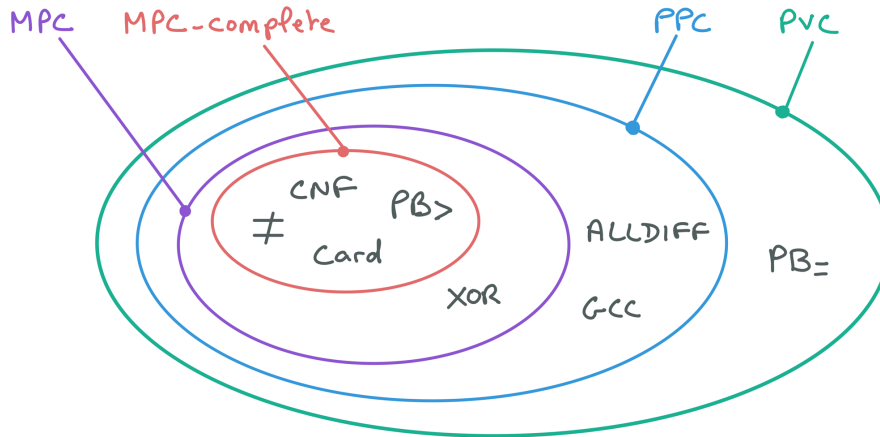 MPC
MPC-complete
PPC
PVC
CNF
PB>
≠
Card
XOR
ALLDIFF
GCC
PB=